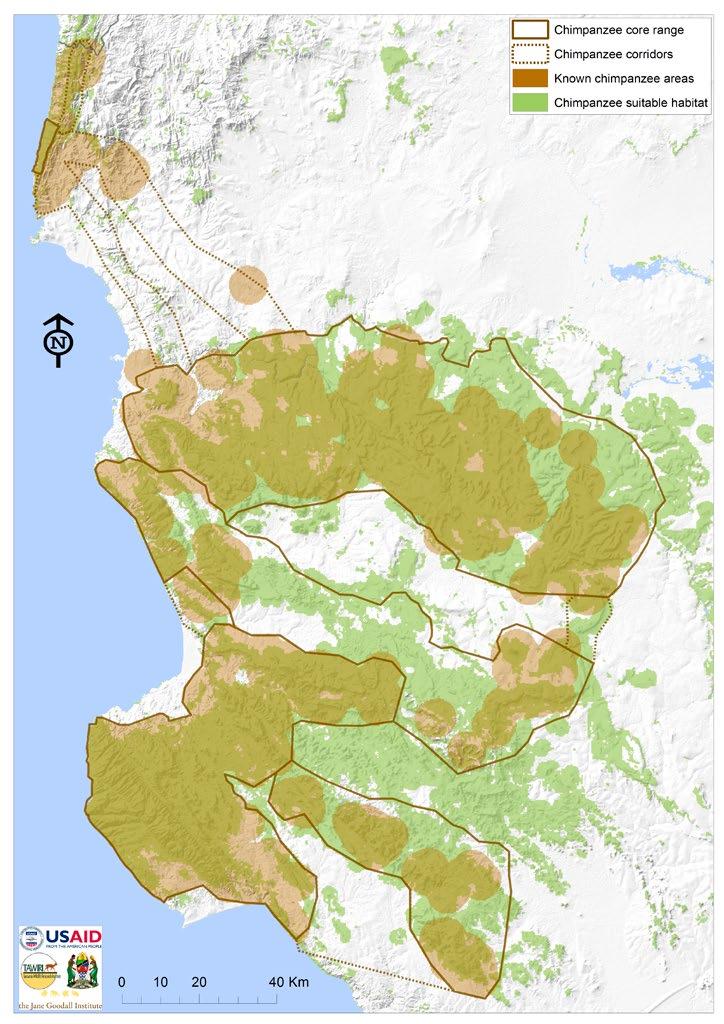 Chimpanzee core range
Chimpanzee corridors
Known chimpanzee areas
Chimpanzee suitable habitat
N
USAID
FROM THE AMERICAN PEOPLE
TAWIRI
the Jane Goodall Institute
0 10 20 40 Km